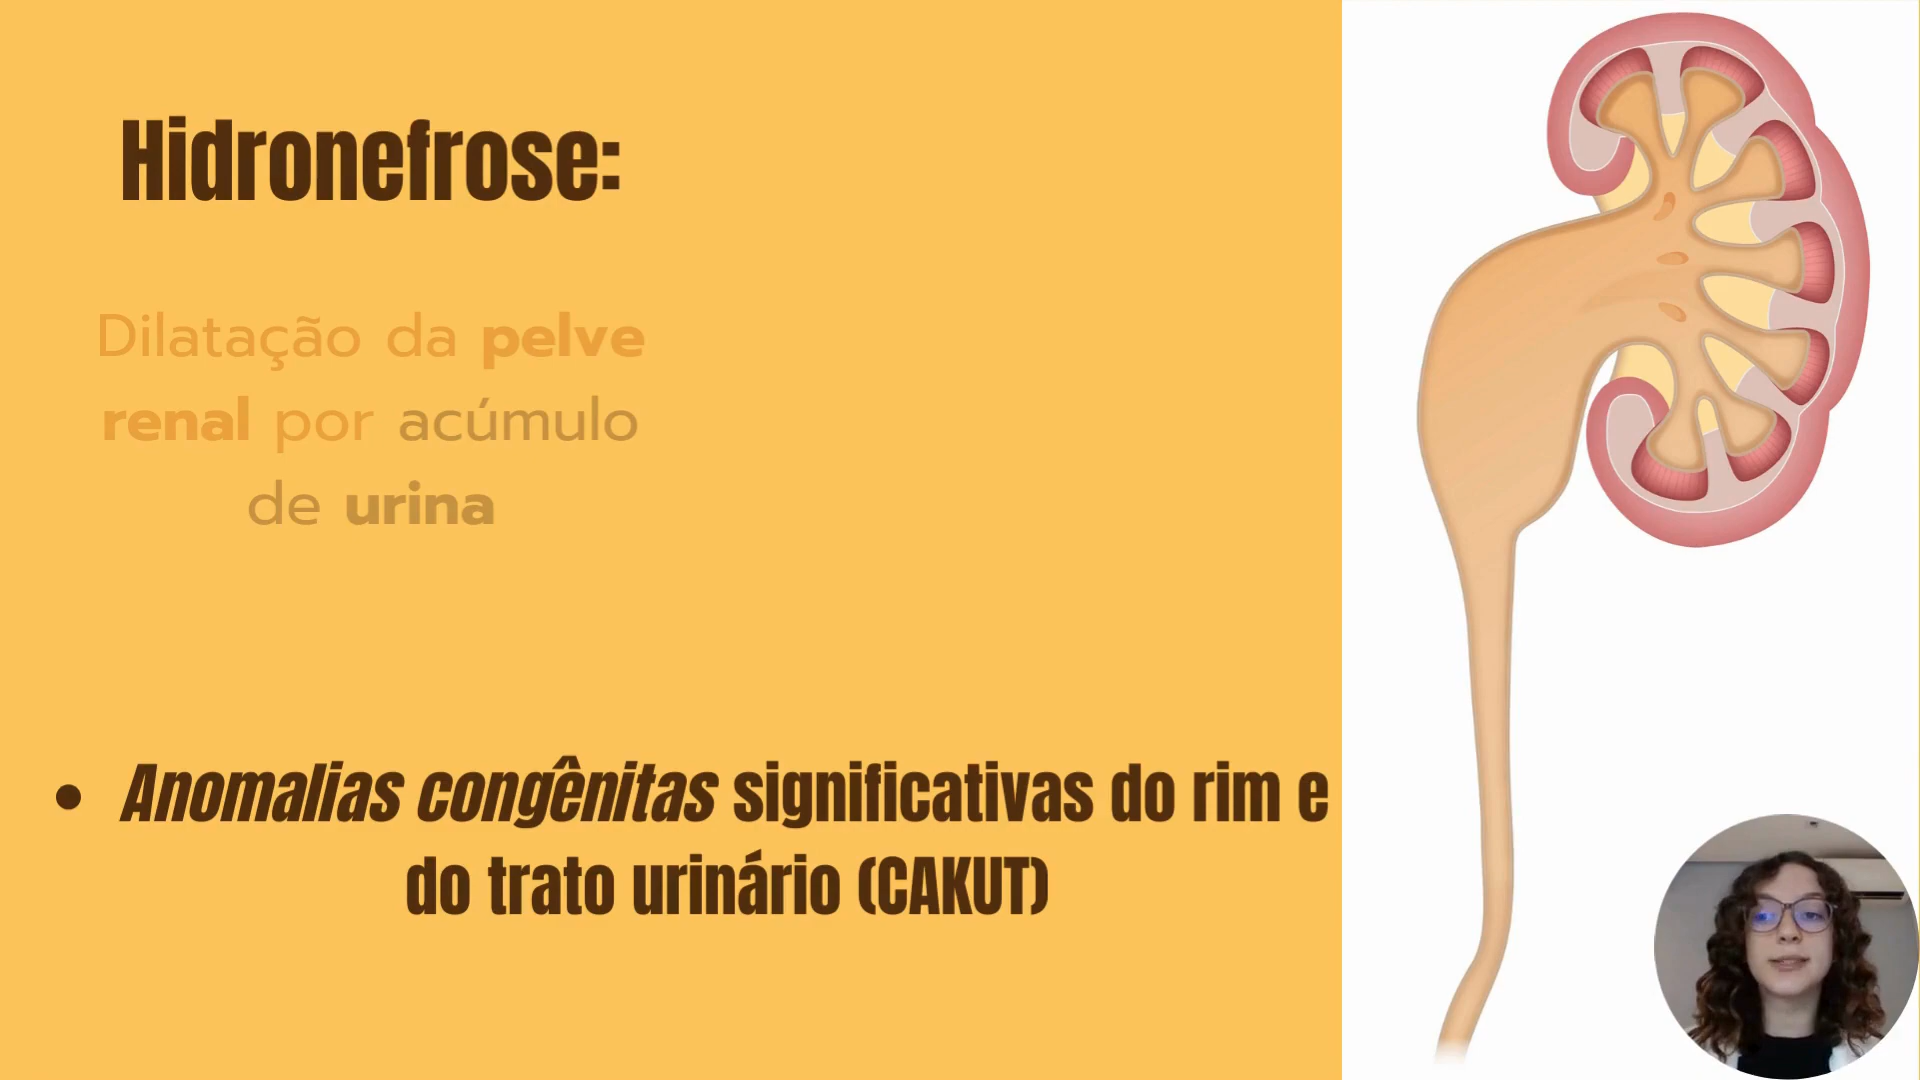 Hidronefrose:
Dilatação da pelve
renal por acúmulo
de urina
• Anomalias congênitas significativas do rim e
do trato urinário (CAKUT)